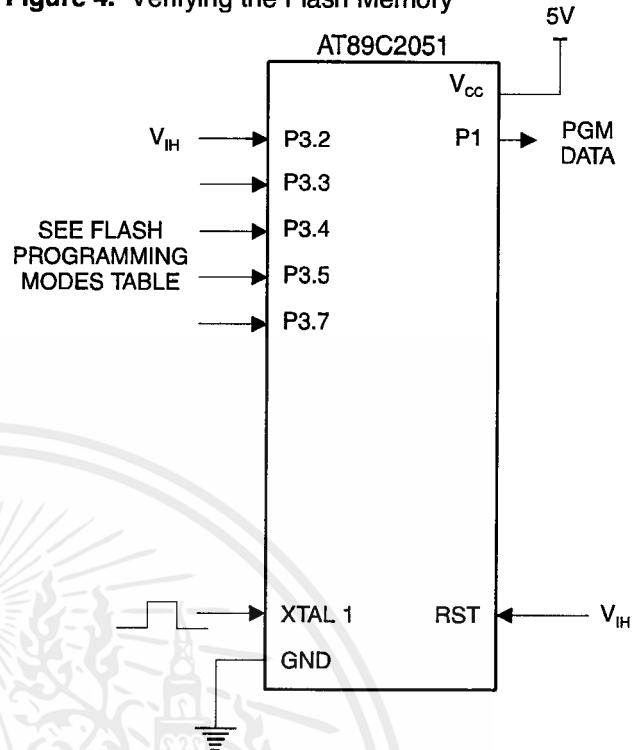 Figure 4. Verifying the Flash Memory
5V
AT89C2051
VCC
VIH
P3.2
P1
PGM
DATA
P3.3
SEE FLASH
PROGRAMMING
MODES TABLE
P3.4
P3.5
P3.7
XTAL 1
RST
VIH
GND